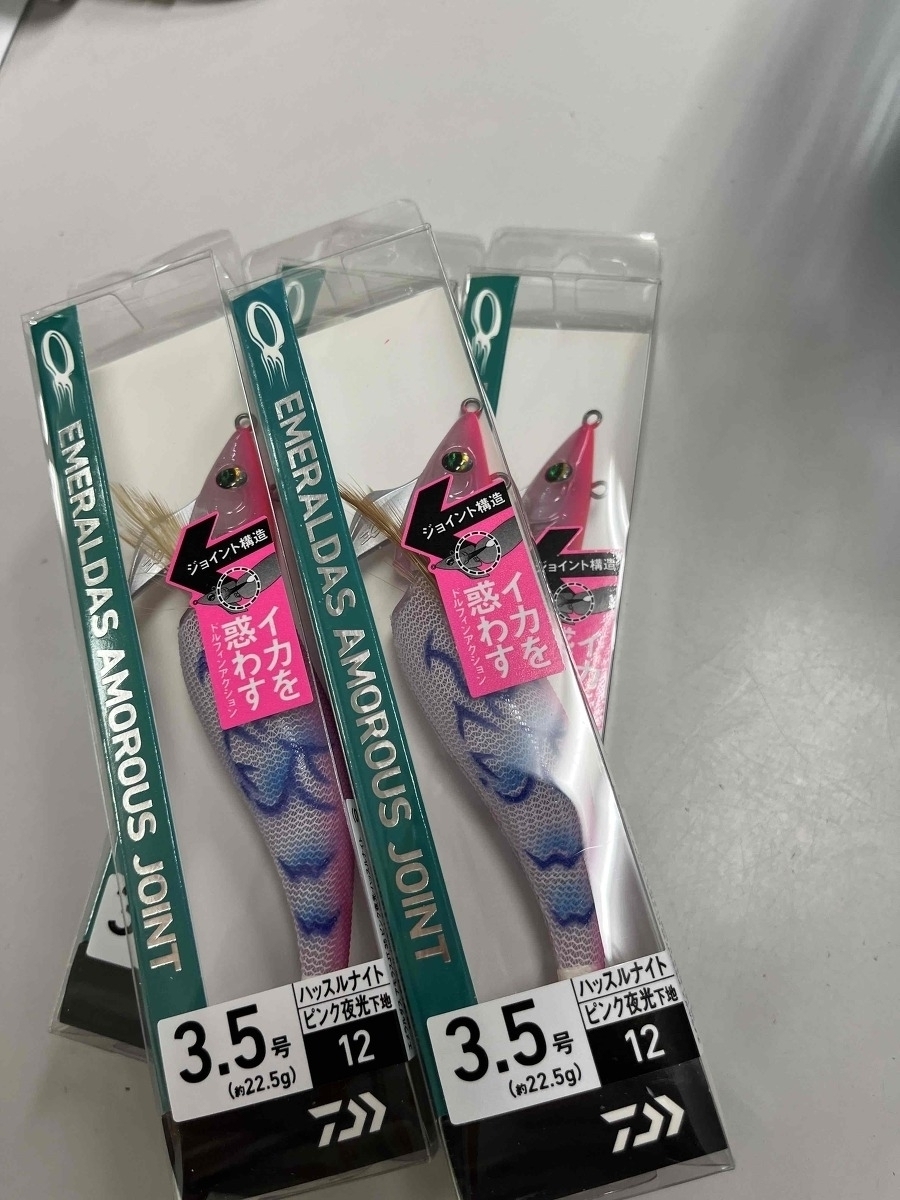 EMERALDAS AMOROUS JOINT
ジョイント構造
イカを
惑わす
ドルフィンアクション
3.5号
(約22.5g)
ハッスルナイト
ピンク夜光下地
12
EMERALDAS AMOROUS JOINT
ジョイント構造
イカを
惑わす
ドルフィンアクション
3.5号
(約22.5g)
ハッスルナイト
ピンク夜光下地
12
ジョイント構造